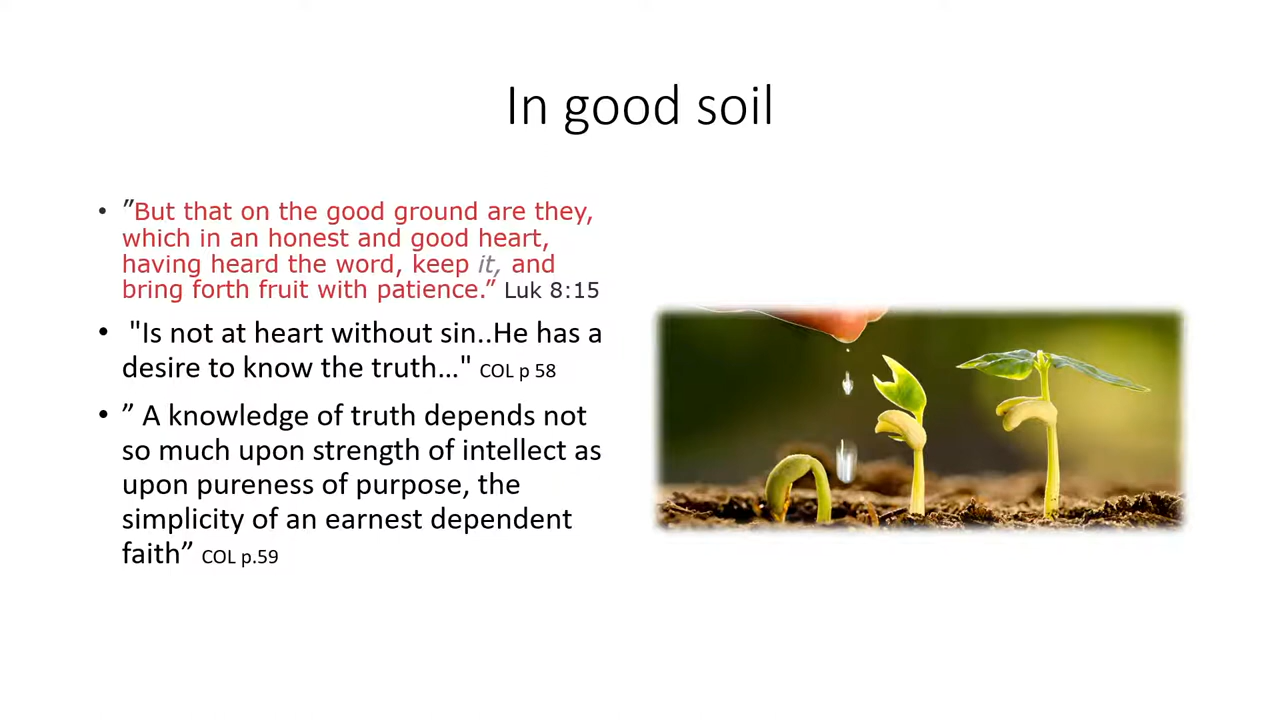 In good soil
• ”But that on the good ground are they,
which in an honest and good heart,
having heard the word, keep it, and
bring forth fruit with patience.” Luk 8:15
• "Is not at heart without sin..He has a
desire to know the truth…" COL p 58
• ” A knowledge of truth depends not
so much upon strength of intellect as
upon pureness of purpose, the
simplicity of an earnest dependent
faith” COL p.59